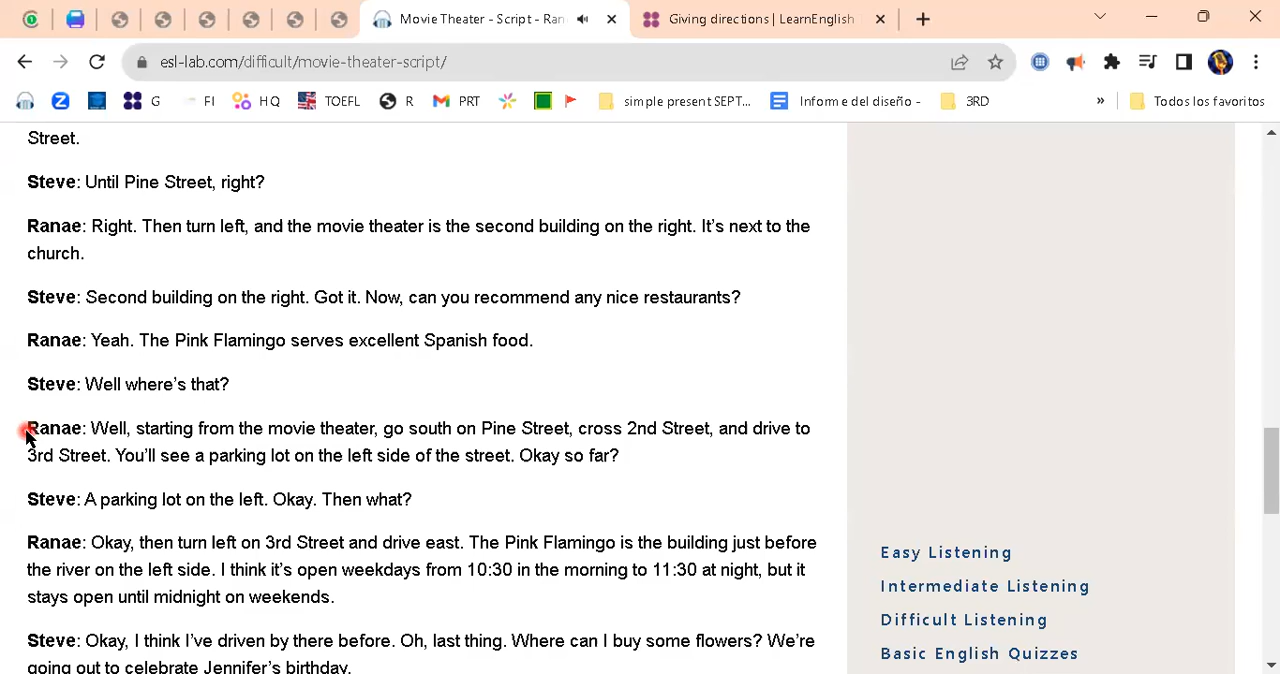 Movie Theater - Script - Ran
Giving directions | LearnEnglish
esl-lab.com/difficult/movie-theater-script/
G
FI
HQ
TOEFL
R
PRT
simple present SEPT...
Informe del diseño -
3RD
»
Todos los favoritos
Street.
Steve: Until Pine Street, right?
Ranae: Right. Then turn left, and the movie theater is the second building on the right. It’s next to the
church.
Steve: Second building on the right. Got it. Now, can you recommend any nice restaurants?
Ranae: Yeah. The Pink Flamingo serves excellent Spanish food.
Steve: Well where’s that?
Ranae: Well, starting from the movie theater, go south on Pine Street, cross 2nd Street, and drive to
3rd Street. You’ll see a parking lot on the left side of the street. Okay so far?
Steve: A parking lot on the left. Okay. Then what?
Ranae: Okay, then turn left on 3rd Street and drive east. The Pink Flamingo is the building just before
the river on the left side. I think it’s open weekdays from 10:30 in the morning to 11:30 at night, but it
stays open until midnight on weekends.
Steve: Okay, I think I’ve driven by there before. Oh, last thing. Where can I buy some flowers? We’re
going out to celebrate Jennifer’s birthday.
Easy Listening
Intermediate Listening
Difficult Listening
Basic English Quizzes